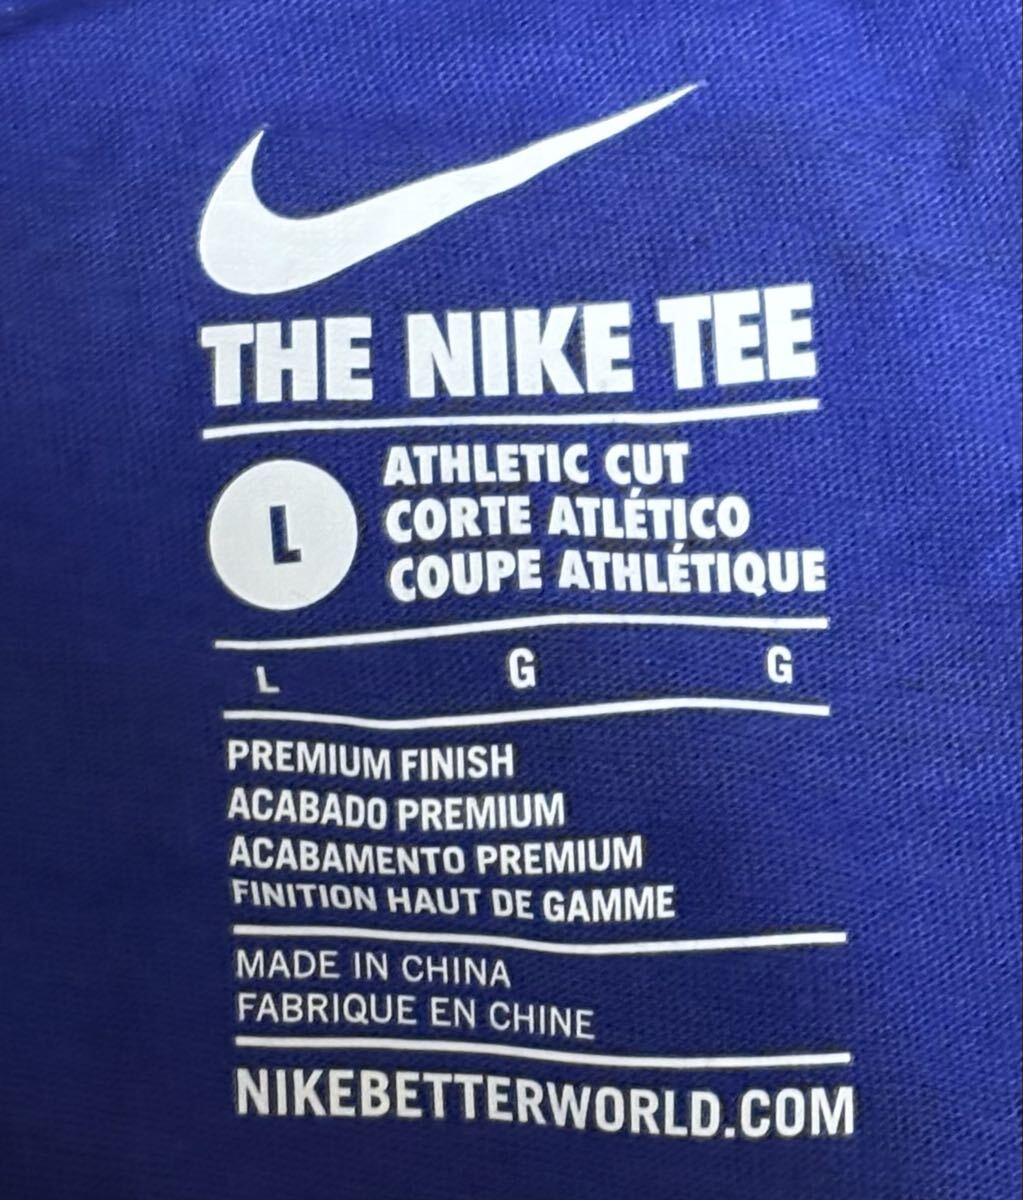 THE NIKE TEE
L
ATHLETIC CUT
CORTE ATLÉTICO
COUPE ATHLÉTIQUE
L G G
PREMIUM FINISH
ACABADO PREMIUM
ACABAMENTO PREMIUM
FINITION HAUT DE GAMME
MADE IN CHINA
FABRIQUE EN CHINE
NIKEBETTERWORLD.COM